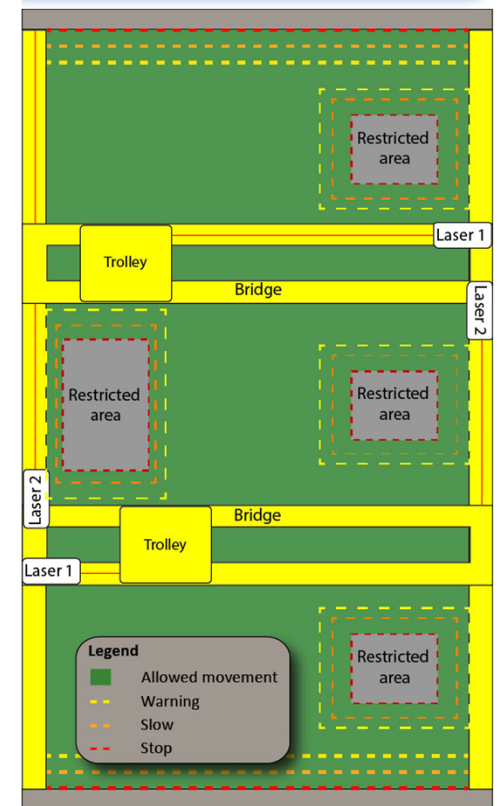 Restricted
area
Laser 1
Trolley
Bridge
Laser 2
Restricted
area
Restricted
area
Laser 2
Bridge
Trolley
Laser 1
Restricted
area
Legend
Allowed movement
Warning
Slow
Stop